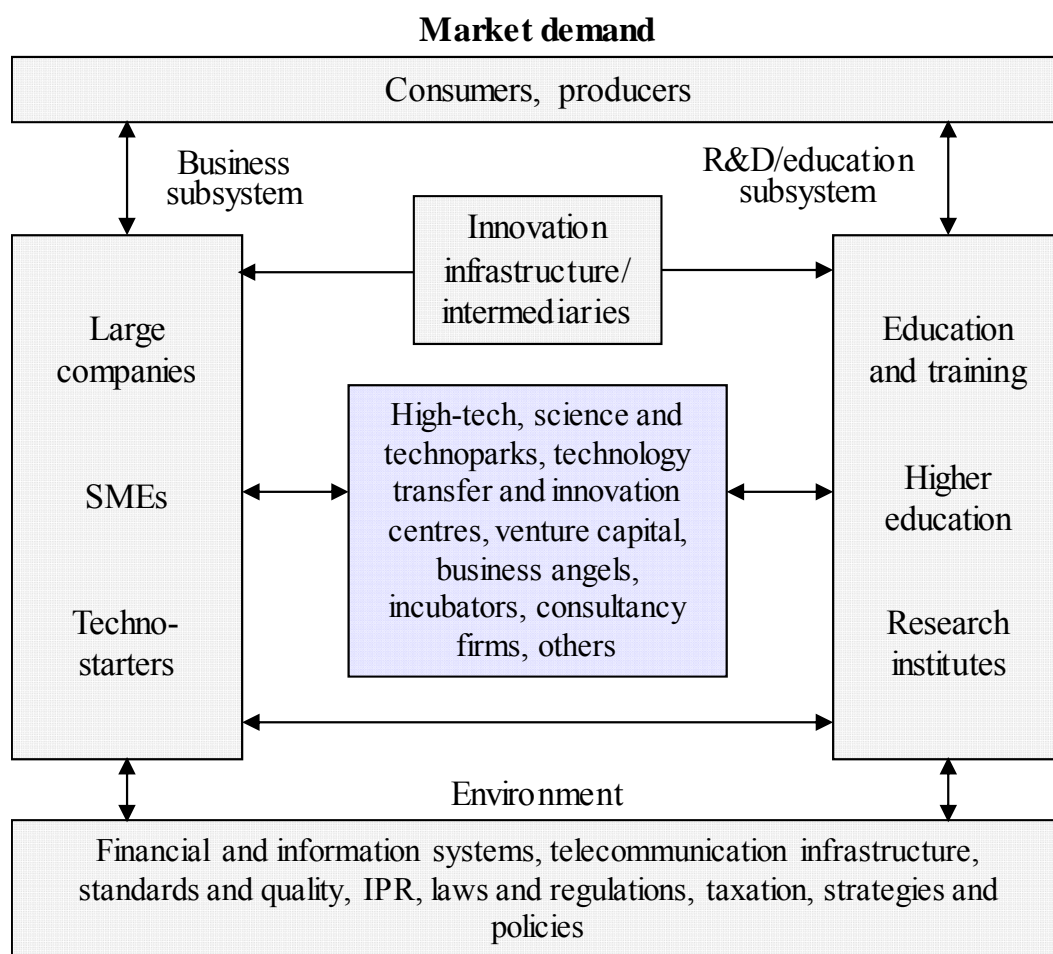 Market demand
Consumers, producers
Business
subsystem
R&D/education
subsystem
Innovation
infrastructure/
intermediaries
Large
companies
SMEs
Techno-
starters
High-tech, science and
technoparks, technology
transfer and innovation
centres, venture capital,
business angels,
incubators, consultancy
firms, others
Education
and training
Higher
education
Research
institutes
Environment
Financial and information systems, telecommunication infrastructure,
standards and quality, IPR, laws and regulations, taxation, strategies and
policies